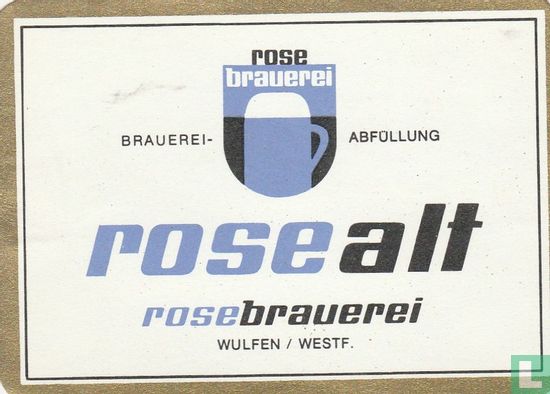 rose
brauerei
BRAUEREI- ABFÜLLUNG
rosealt
rosebrauerei
WULFEN / WESTF.